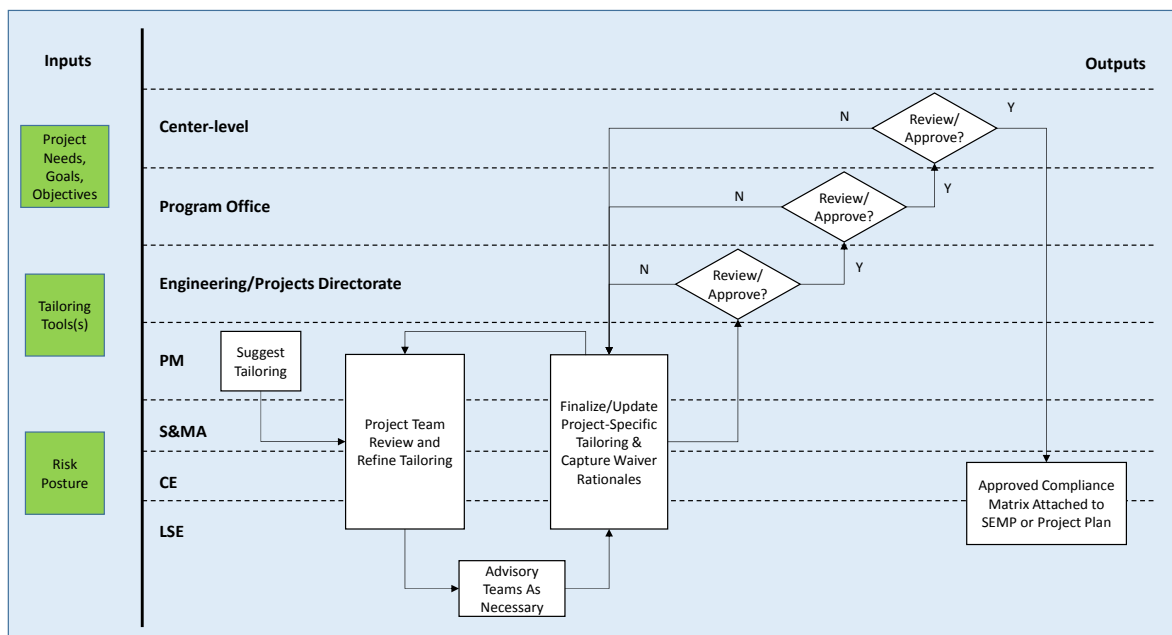 Inputs
Outputs
Project
Needs,
Goals,
Objectives
Tailoring
Tools(s)
Risk
Posture
Center-level
N
Review/
Approve?
Y
Program Office
N
Review/
Approve?
Y
Engineering/Projects Directorate
N
Review/
Approve?
Y
PM
Suggest
Tailoring
S&MA
CE
LSE
Project Team
Review and
Refine Tailoring
Advisory
Teams As
Necessary
Finalize/Update
Project-Specific
Tailoring &
Capture Waiver
Rationales
Approved Compliance
Matrix Attached to
SEMP or Project Plan